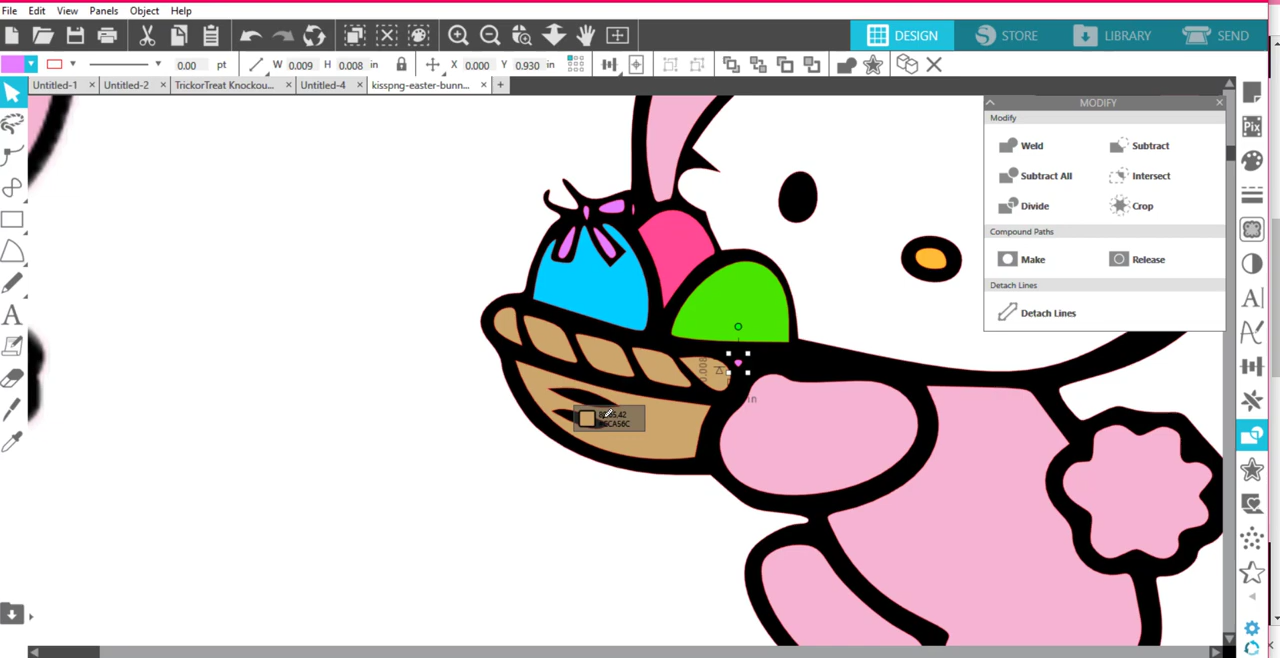 File Edit View Panels Object Help
DESIGN STORE LIBRARY SEND
0.00 pt W 0.009 H 0.008 in X 0.000 Y 0.930 in
Untitled-1 Untitled-2 TrickorTreat Knockou... Untitled-4 kisspng-easter-bunn...
MODIFY
Modify
Weld Subtract
Subtract All Intersect
Divide Crop
Compound Paths
Make Release
Detach Lines
Detach Lines
in
Pix